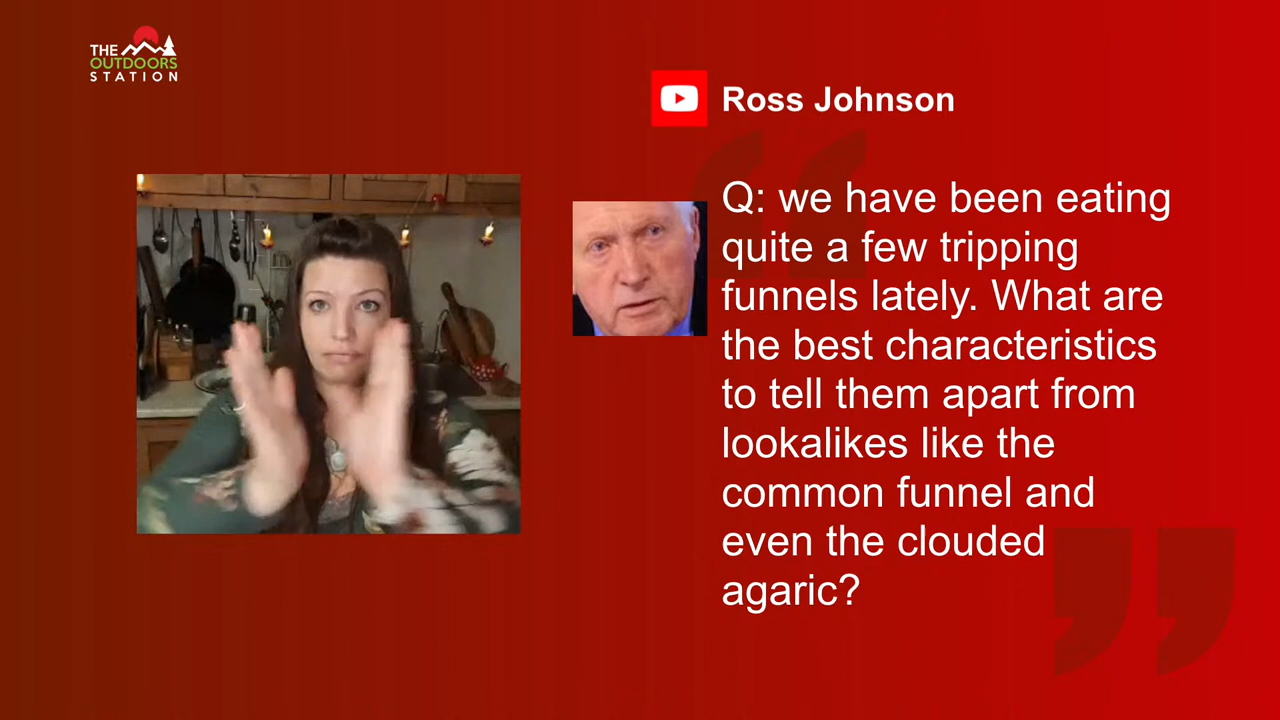 THE
OUTDOORS
STATION
Ross Johnson
Q: we have been eating
quite a few tripping
funnels lately. What are
the best characteristics
to tell them apart from
lookalikes like the
common funnel and
even the clouded
agaric?